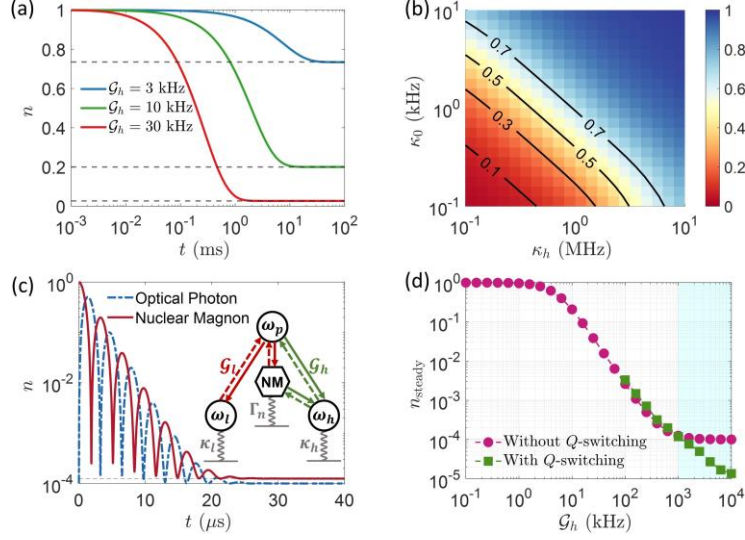 (a)
1
0.8
0.6
0.4
0.2
0
n
𝒢h = 3 kHz
𝒢h = 10 kHz
𝒢h = 30 kHz
10⁻³ 10⁻² 10⁻¹ 10⁰ 10¹ 10²
t (ms)
(b)
10¹
10⁰
10⁻¹
κ₀ (kHz)
0.7
0.7
0.5
0.5
0.3
0.3
0.1
10⁻¹ 10⁰ 10¹
κh (MHz)
1
0.8
0.6
0.4
0.2
0
(c)
10⁰
10⁻²
10⁻⁴
n
Optical Photon
Nuclear Magnon
ωp
𝒢l
𝒢h
NM
ωl
Γn
ωh
κl
κh
0 10 20 30 40
t (μs)
(d)
10⁰
10⁻¹
10⁻²
10⁻³
10⁻⁴
10⁻⁵
nsteady
Without Q-switching
With Q-switching
10⁻¹ 10⁰ 10¹ 10² 10³ 10⁴
𝒢h (kHz)